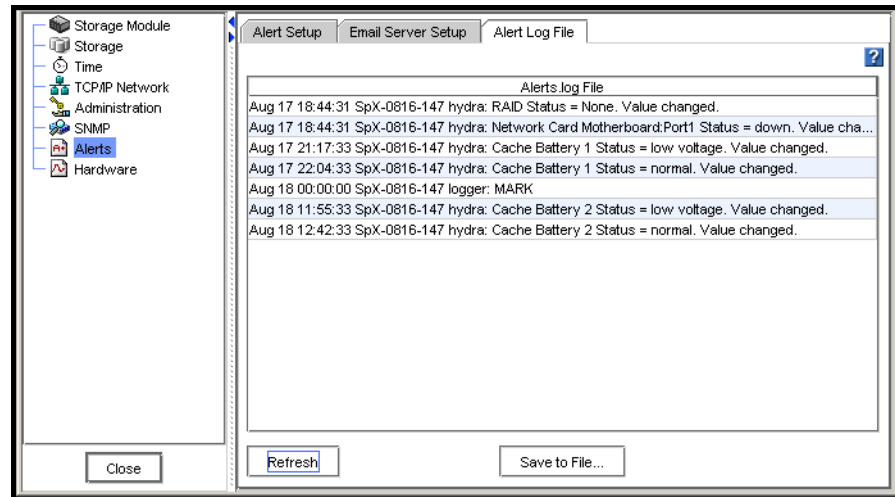 Storage Module
Storage
Time
TCP/IP Network
Administration
SNMP
Alerts
Hardware
Close
Alert Setup
Email Server Setup
Alert Log File
?
Alerts.log File
Aug 17 18:44:31 SpX-0816-147 hydra: RAID Status = None. Value changed.
Aug 17 18:44:31 SpX-0816-147 hydra: Network Card Motherboard:Port1 Status = down. Value cha...
Aug 17 21:17:33 SpX-0816-147 hydra: Cache Battery 1 Status = low voltage. Value changed.
Aug 17 22:04:33 SpX-0816-147 hydra: Cache Battery 1 Status = normal. Value changed.
Aug 18 00:00:00 SpX-0816-147 logger: MARK
Aug 18 11:55:33 SpX-0816-147 hydra: Cache Battery 2 Status = low voltage. Value changed.
Aug 18 12:42:33 SpX-0816-147 hydra: Cache Battery 2 Status = normal. Value changed.
Refresh
Save to File...